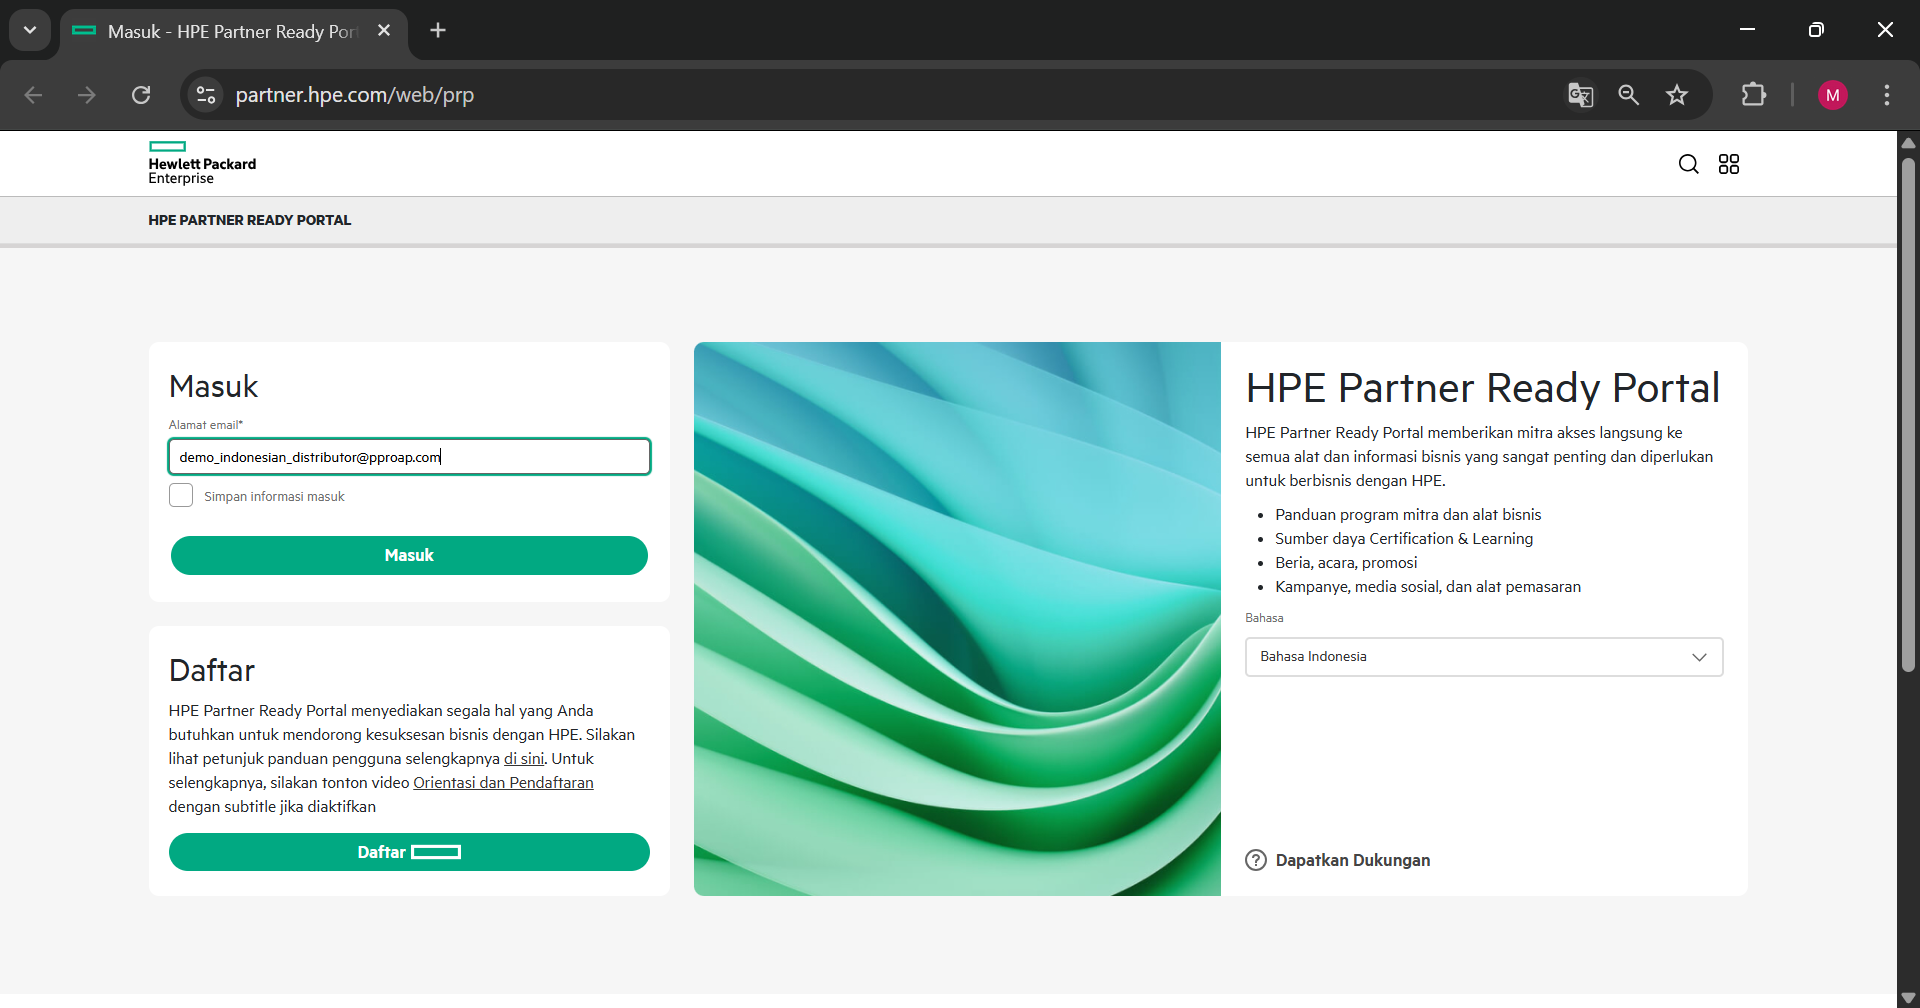 Masuk - HPE Partner Ready Por
partner.hpe.com/web/prp
M
Hewlett Packard
Enterprise
HPE PARTNER READY PORTAL
Masuk
Alamat email*
demo_indonesian_distributor@pproap.com
Simpan informasi masuk
Masuk
Daftar
HPE Partner Ready Portal menyediakan segala hal yang Anda
butuhkan untuk mendorong kesuksesan bisnis dengan HPE. Silakan
lihat petunjuk panduan pengguna selengkapnya di sini. Untuk
selengkapnya, silakan tonton video Orientasi dan Pendaftaran
dengan subtitle jika diaktifkan
Daftar
HPE Partner Ready Portal
HPE Partner Ready Portal memberikan mitra akses langsung ke
semua alat dan informasi bisnis yang sangat penting dan diperlukan
untuk berbisnis dengan HPE.
• Panduan program mitra dan alat bisnis
• Sumber daya Certification & Learning
• Beria, acara, promosi
• Kampanye, media sosial, dan alat pemasaran
Bahasa
Bahasa Indonesia
? Dapatkan Dukungan